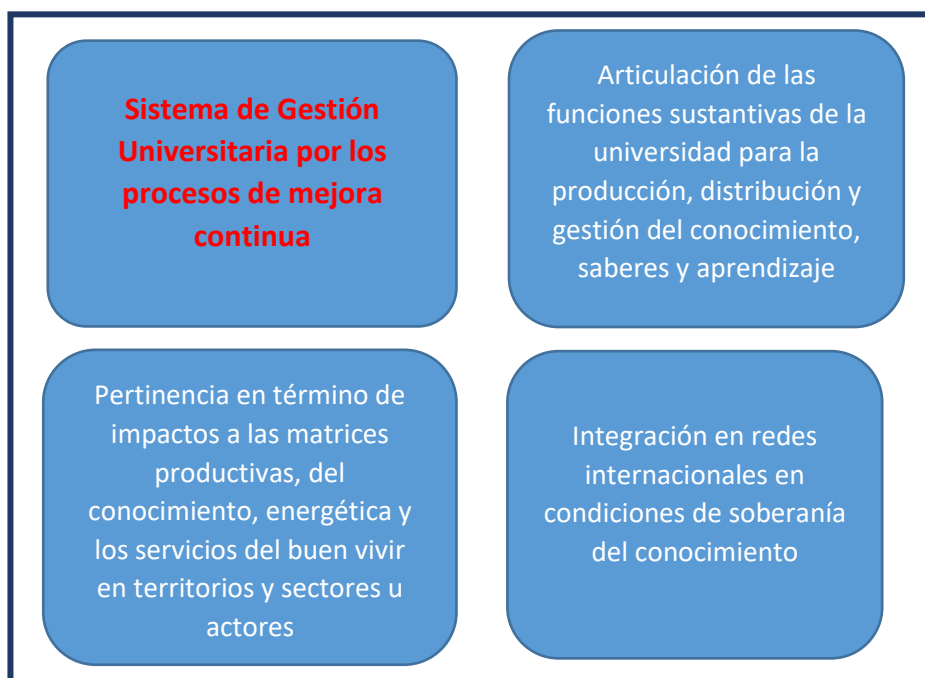 Sistema de Gestión
Universitaria por los
procesos de mejora
continua
Articulación de las
funciones sustantivas de la
universidad para la
producción, distribución y
gestión del conocimiento,
saberes y aprendizaje
Pertinencia en término de
impactos a las matrices
productivas, del
conocimiento, energética y
los servicios del buen vivir
en territorios y sectores u
actores
Integración en redes
internacionales en
condiciones de soberanía
del conocimiento